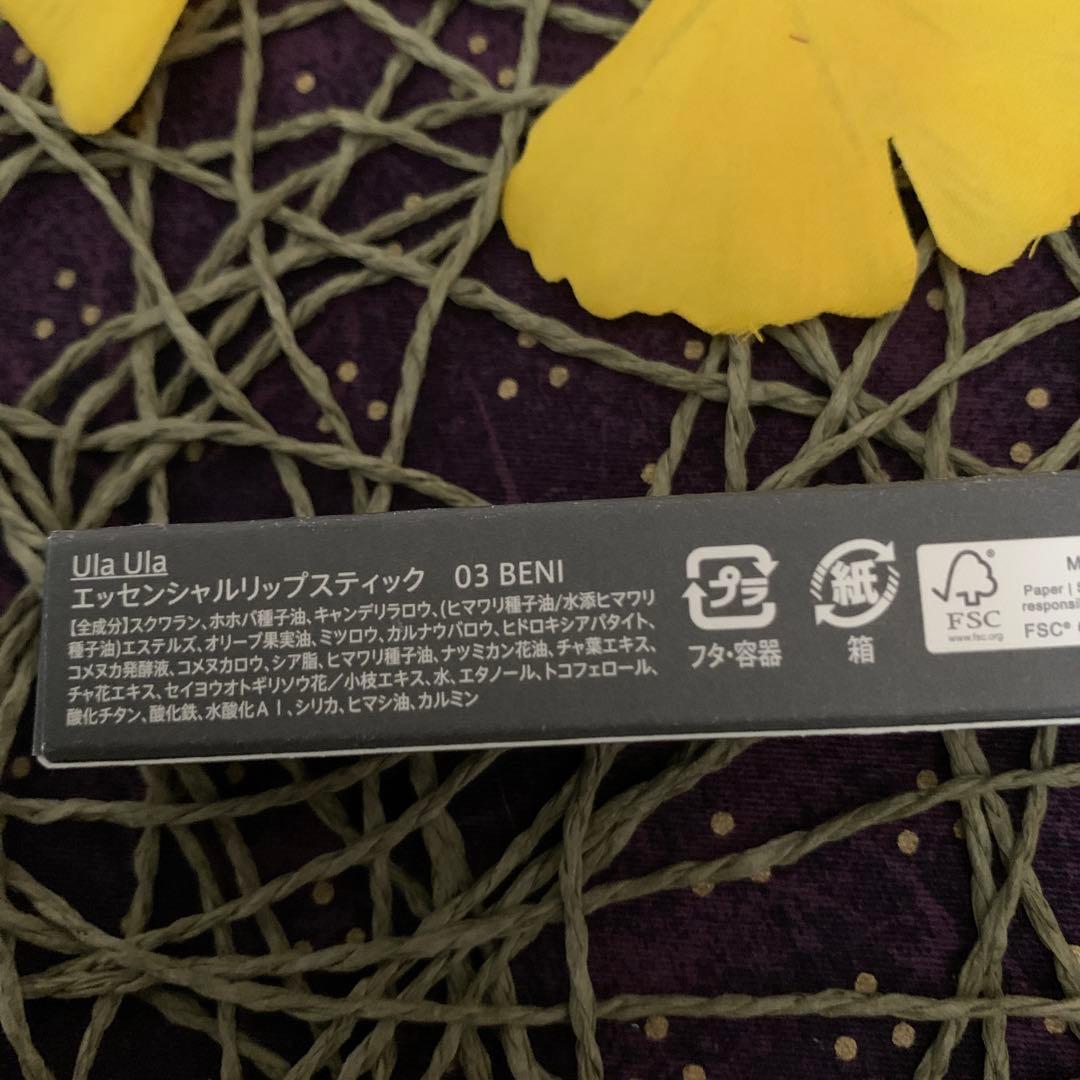 Ula Ula
エッセンシャルリップスティック 03 BENI
【全成分】スクワラン、ホホバ種子油、キャンデリラロウ、(ヒマワリ種子油/水添ヒマワリ
種子油)エステルズ、オリーブ果実油、ミツロウ、カルナウバロウ、ヒドロキシアパタイト、
コメヌカ発酵液、コメヌカロウ、シア脂、ヒマワリ種子油、ナツミカン花油、チャ葉エキス、
チャ花エキス、セイヨウオトギリソウ花／小枝エキス、水、エタノール、トコフェロール、
酸化チタン、酸化鉄、水酸化Ａｌ、シリカ、ヒマシ油、カルミン
プラ
フタ・容器
紙
箱
FSC
www.fsc.org
M
Paper |
responsib
FSC®